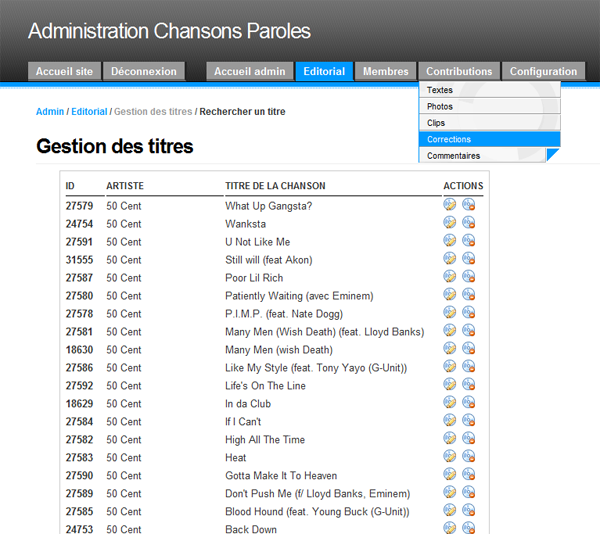 Administration Chansons Paroles
Accueil site Déconnexion Accueil admin Editorial Membres Contributions Configuration
Textes
Photos
Clips
Corrections
Commentaires
Admin / Editorial / Gestion des titres / Rechercher un titre
Gestion des titres
ID ARTISTE TITRE DE LA CHANSON ACTIONS
27579 50 Cent What Up Gangsta?
24754 50 Cent Wanksta
27591 50 Cent U Not Like Me
31555 50 Cent Still will (feat Akon)
27587 50 Cent Poor Lil Rich
27580 50 Cent Patiently Waiting (avec Eminem)
27578 50 Cent P.I.M.P. (feat. Nate Dogg)
27581 50 Cent Many Men (Wish Death) (feat. Lloyd Banks)
18630 50 Cent Many Men (wish Death)
27586 50 Cent Like My Style (feat. Tony Yayo (G-Unit))
27592 50 Cent Life's On The Line
18629 50 Cent In da Club
27584 50 Cent If I Can't
27582 50 Cent High All The Time
27583 50 Cent Heat
27590 50 Cent Gotta Make It To Heaven
27589 50 Cent Don't Push Me (f/ Lloyd Banks, Eminem)
27585 50 Cent Blood Hound (feat. Young Buck (G-Unit))
24753 50 Cent Back Down